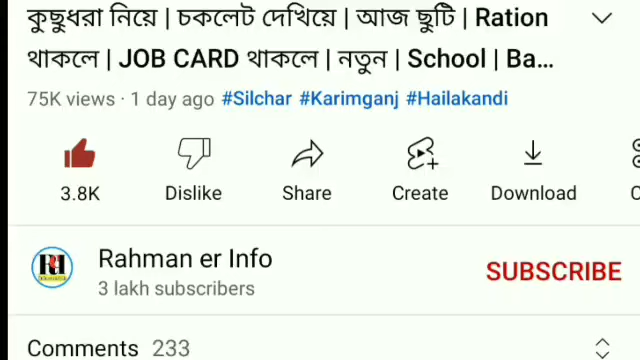 কুছুধরা নিয়ে | চকলেট দেখিয়ে | আজ ছুটি | Ration
থাকলে | JOB CARD থাকলে | নতুন | School | Ba...
75K views · 1 day ago #Silchar #Karimganj #Hailakandi
3.8K Dislike Share Create Download
Rahman er Info
SUBSCRIBE
3 lakh subscribers
Comments 233